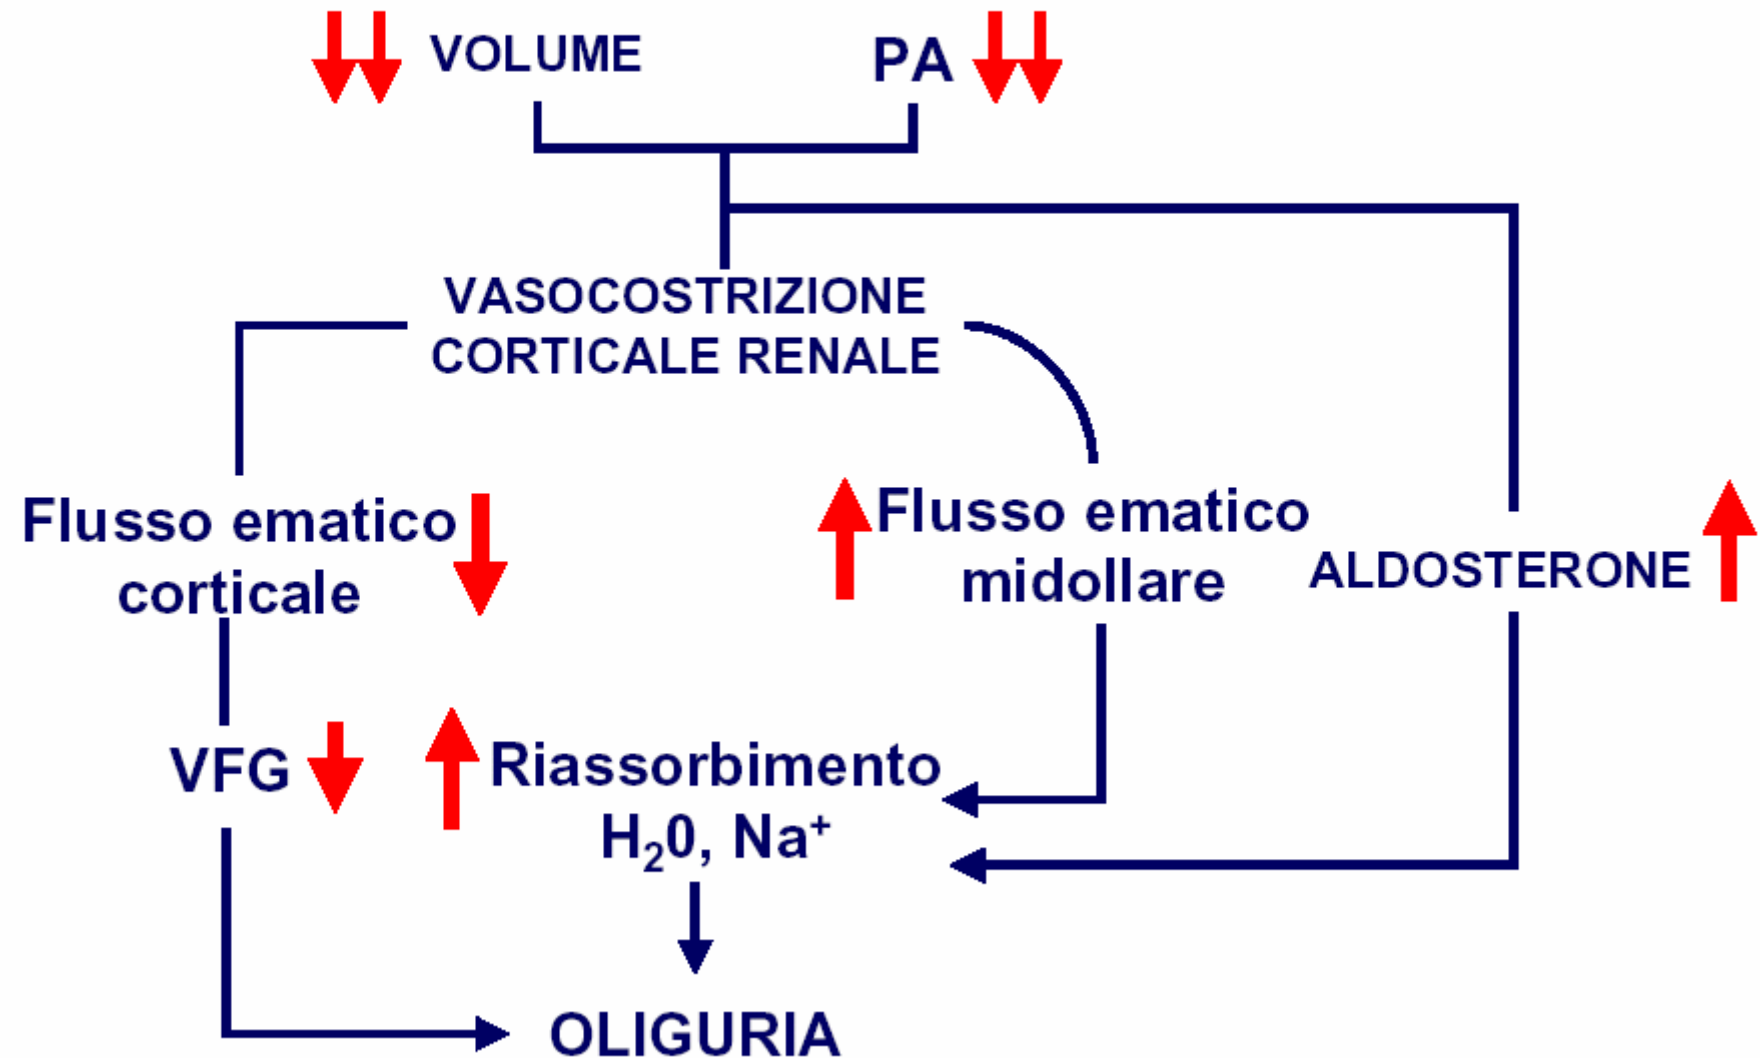 VOLUME
PA
VASOCOSTRIZIONE
CORTICALE RENALE
Flusso ematico
corticale
Flusso ematico
midollare
ALDOSTERONE
VFG
Riassorbimento
H₂0, Na⁺
OLIGURIA